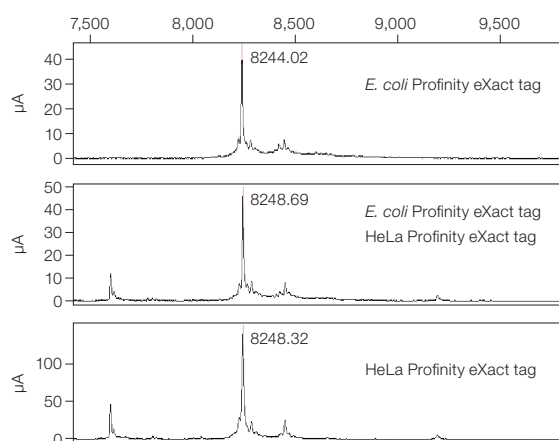 7,500 8,000 8,500 9,000 9,500
40
30
20
10
0
µA
8244.02
E. coli Profinity eXact tag
50
40
30
20
10
0
µA
8248.69
E. coli Profinity eXact tag
HeLa Profinity eXact tag
100
50
0
µA
8248.32
HeLa Profinity eXact tag